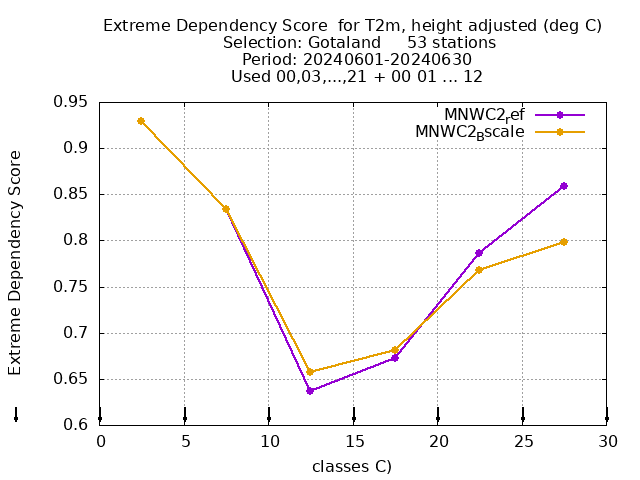 Extreme Dependency Score  for T2m, height adjusted (deg C)
Selection: Gotaland     53 stations
Period: 20240601-20240630
Used 00,03,...,21 + 00 01 ... 12
MNWC2ref
MNWC2Bscale
Extreme Dependency Score
0.95
0.9
0.85
0.8
0.75
0.7
0.65
0.6
0 5 10 15 20 25 30
classes C)